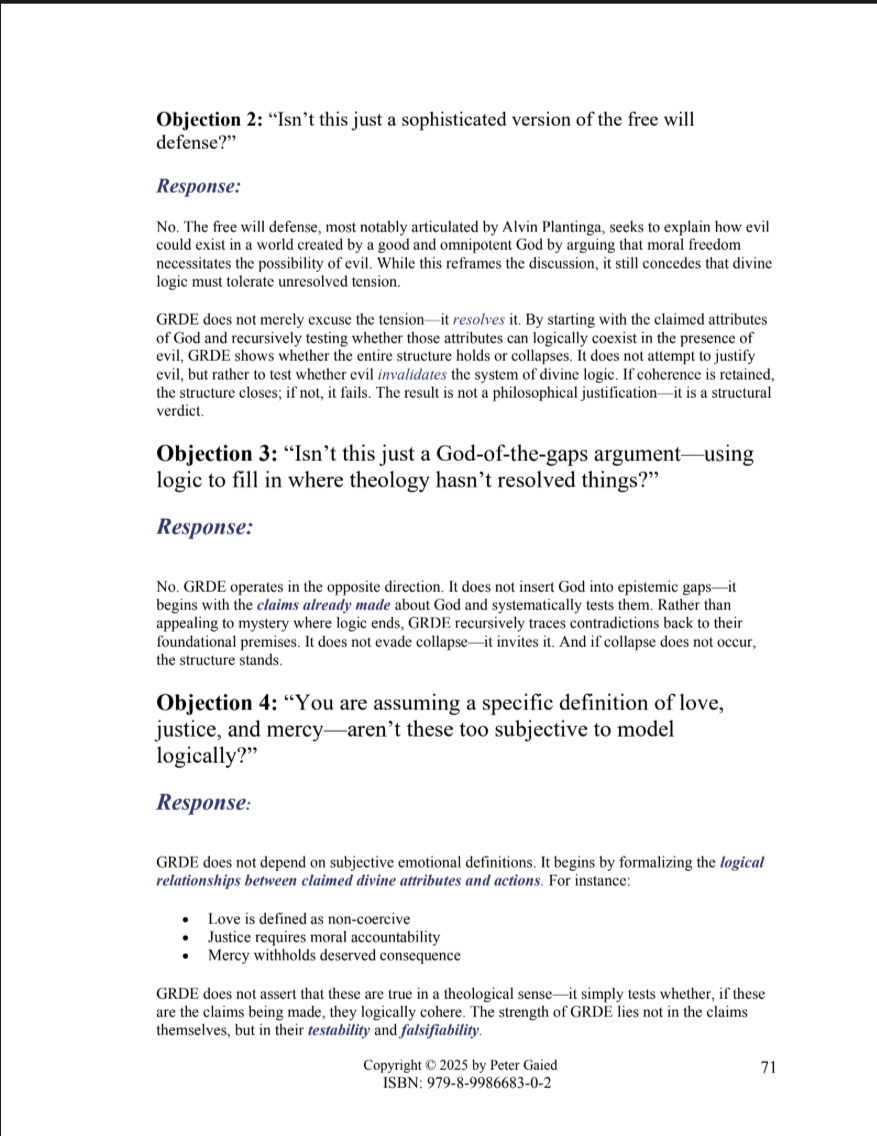 Objection 2: “Isn’t this just a sophisticated version of the free will
defense?”
Response:
No. The free will defense, most notably articulated by Alvin Plantinga, seeks to explain how evil
could exist in a world created by a good and omnipotent God by arguing that moral freedom
necessitates the possibility of evil. While this reframes the discussion, it still concedes that divine
logic must tolerate unresolved tension.
GRDE does not merely excuse the tension—it resolves it. By starting with the claimed attributes
of God and recursively testing whether those attributes can logically coexist in the presence of
evil, GRDE shows whether the entire structure holds or collapses. It does not attempt to justify
evil, but rather to test whether evil invalidates the system of divine logic. If coherence is retained,
the structure closes; if not, it fails. The result is not a philosophical justification—it is a structural
verdict.
Objection 3: “Isn’t this just a God-of-the-gaps argument—using
logic to fill in where theology hasn’t resolved things?”
Response:
No. GRDE operates in the opposite direction. It does not insert God into epistemic gaps—it
begins with the claims already made about God and systematically tests them. Rather than
appealing to mystery where logic ends, GRDE recursively traces contradictions back to their
foundational premises. It does not evade collapse—it invites it. And if collapse does not occur,
the structure stands.
Objection 4: “You are assuming a specific definition of love,
justice, and mercy—aren’t these too subjective to model
logically?”
Response:
GRDE does not depend on subjective emotional definitions. It begins by formalizing the logical
relationships between claimed divine attributes and actions. For instance:
• Love is defined as non-coercive
• Justice requires moral accountability
• Mercy withholds deserved consequence
GRDE does not assert that these are true in a theological sense—it simply tests whether, if these
are the claims being made, they logically cohere. The strength of GRDE lies not in the claims
themselves, but in their testability and falsifiability.
Copyright © 2025 by Peter Gaied 71
ISBN: 979-8-9986683-0-2